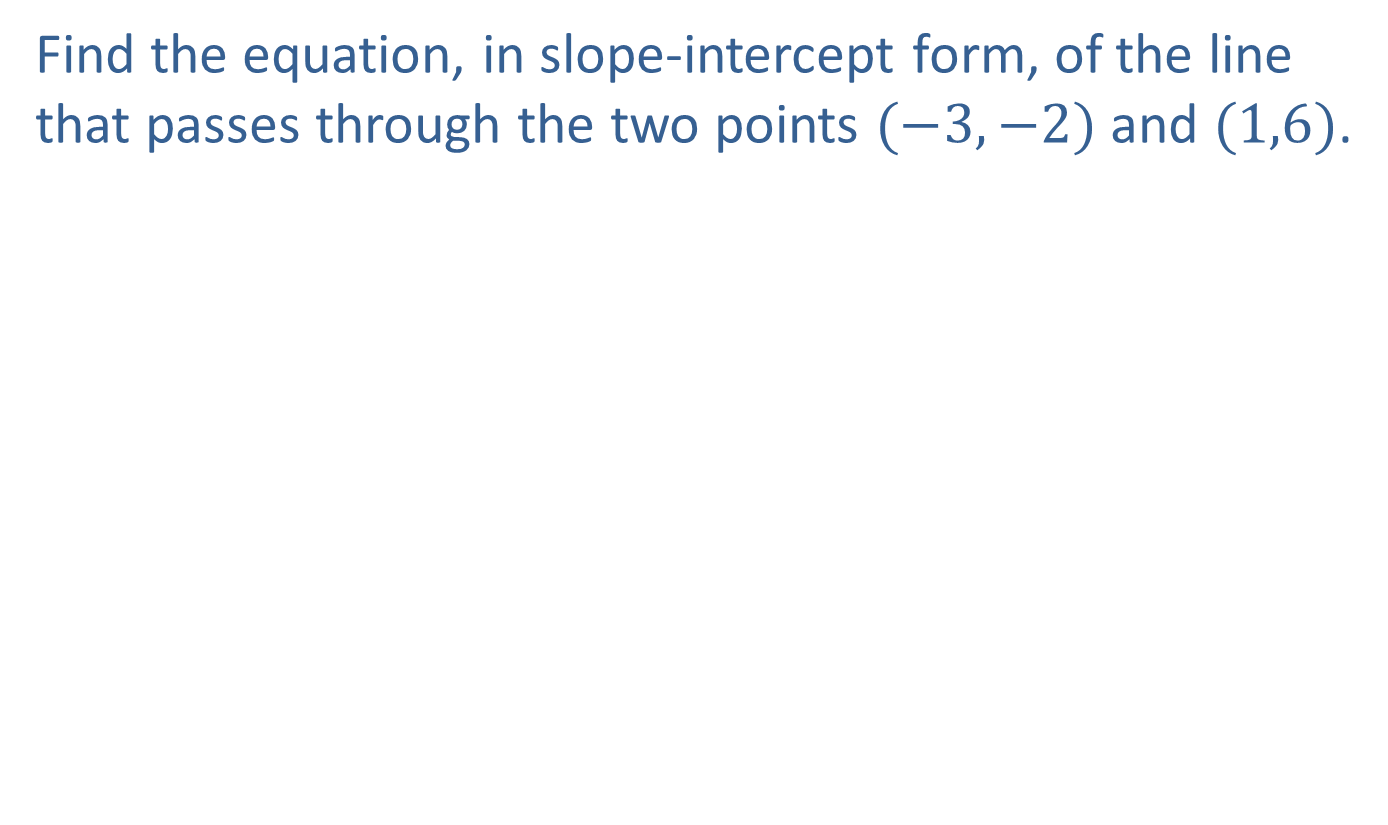 Find the equation, in slope-intercept form, of the line
that passes through the two points (−3, −2) and (1,6).